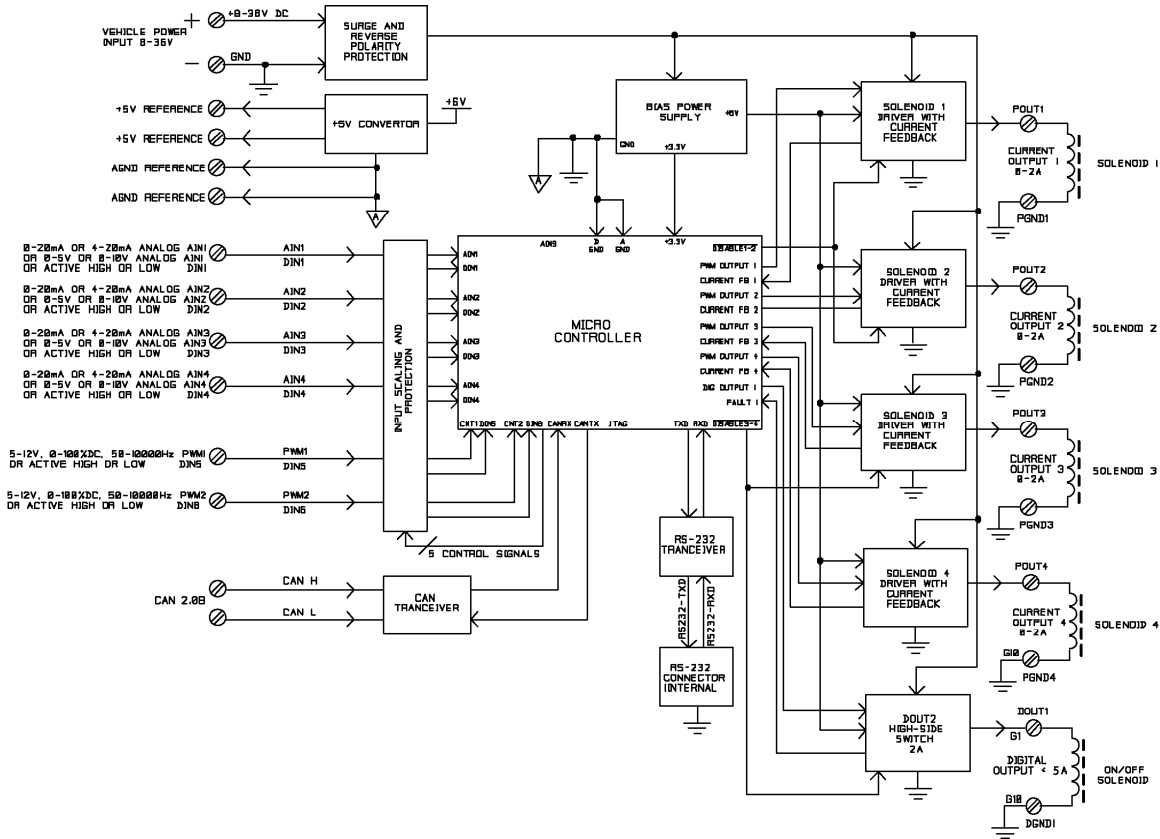 VEHICLE POWER
INPUT 8-36V
+
+8-36V DC
GND
−
SURGE AND
REVERSE
POLARITY
PROTECTION
+5V REFERENCE
+5V REFERENCE
AGND REFERENCE
AGND REFERENCE
+5V CONVERTOR
+6V
A
BIAS POWER
SUPPLY
+6V
GND
+3.3V
A
0-20mA OR 4-20mA ANALOG AIN1
OR 0-5V OR 0-10V ANALOG AIN1
OR ACTIVE HIGH OR LOW DIN1
AIN1
DIN1
0-20mA OR 4-20mA ANALOG AIN2
OR 0-5V OR 0-10V ANALOG AIN2
OR ACTIVE HIGH OR LOW DIN2
AIN2
DIN2
0-20mA OR 4-20mA ANALOG AIN3
OR 0-5V OR 0-10V ANALOG AIN3
OR ACTIVE HIGH OR LOW DIN3
AIN3
DIN3
0-20mA OR 4-20mA ANALOG AIN4
OR 0-5V OR 0-10V ANALOG AIN4
OR ACTIVE HIGH OR LOW DIN4
AIN4
DIN4
5-12V, 0-100%DC, 50-10000Hz PWM1
OR ACTIVE HIGH OR LOW DIN5
PWM1
DIN5
5-12V, 0-100%DC, 50-10000Hz PWM2
OR ACTIVE HIGH OR LOW DIN6
PWM2
DIN6
INPUT SCALING AND
PROTECTION
5 CONTROL SIGNALS
CAN 2.0B
CAN H
CAN L
CAN
TRANCEIVER
MICRO
CONTROLLER
D
GND
A
GND
+3.3V
AIN1
DIN1
AIN2
DIN2
AIN3
DIN3
AIN4
DIN4
CNT1
DIN5
CNT2
DIN6
CANRX
CANTX
JTAG
TXD
RXD
DISABLE3-4
DISABLE1-2
PWM OUTPUT 1
CURRENT FB 1
PWM OUTPUT 2
CURRENT FB 2
PWM OUTPUT 3
CURRENT FB 3
PWM OUTPUT 4
CURRENT FB 4
DIG OUTPUT 1
FAULT 1
RS-232
TRANCEIVER
RS232-TXD
RS232-RXD
RS-232
CONNECTOR
INTERNAL
SOLENOID 1
DRIVER WITH
CURRENT
FEEDBACK
POUT1
CURRENT
OUTPUT 1
0-2A
PGND1
SOLENOID 1
SOLENOID 2
DRIVER WITH
CURRENT
FEEDBACK
POUT2
CURRENT
OUTPUT 2
0-2A
PGND2
SOLENOID 2
SOLENOID 3
DRIVER WITH
CURRENT
FEEDBACK
POUT3
CURRENT
OUTPUT 3
0-2A
PGND3
SOLENOID 3
SOLENOID 4
DRIVER WITH
CURRENT
FEEDBACK
POUT4
CURRENT
OUTPUT 4
0-2A
G10
PGND4
SOLENOID 4
DOUT2
HIGH-SIDE
SWITCH
2A
DOUT1
G1
DIGITAL
OUTPUT < 5A
G10
DGND1
ON/OFF
SOLENOID